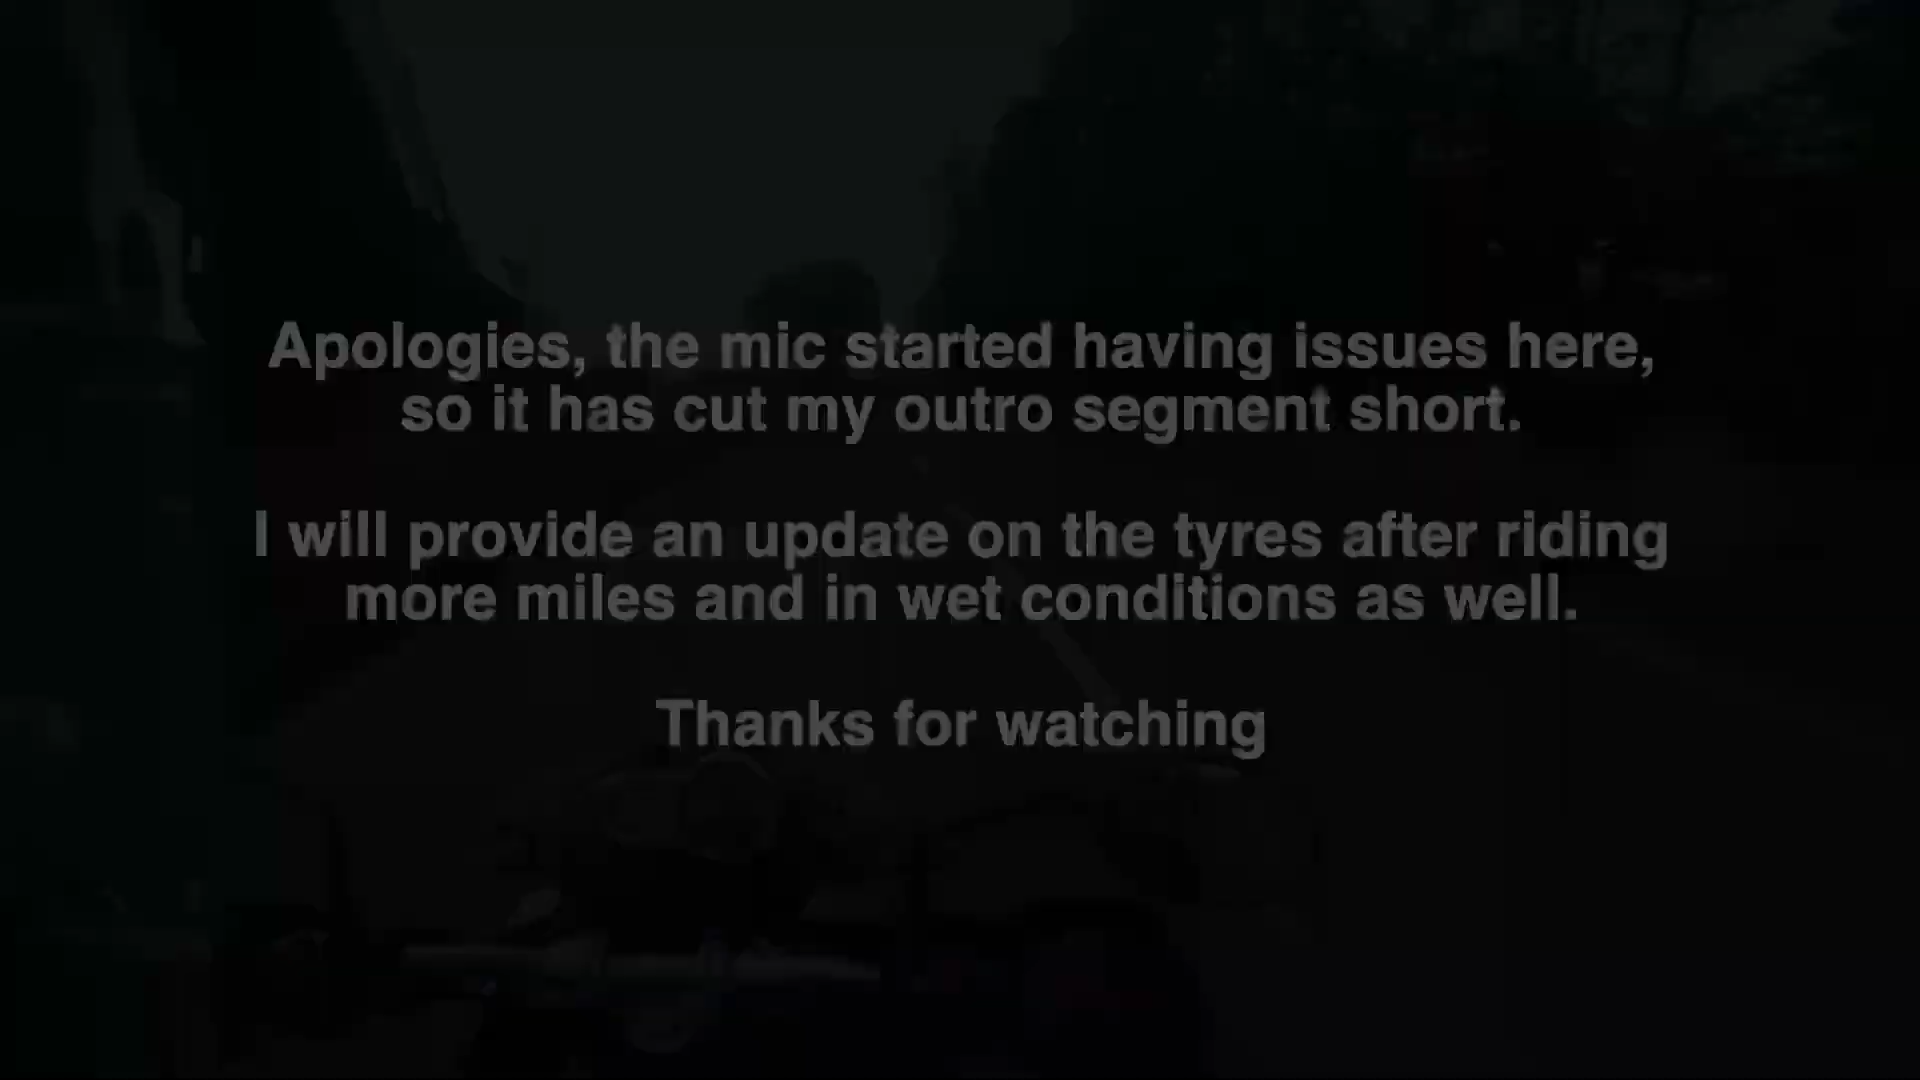 Apologies, the mic started having issues here,
so it has cut my outro segment short.
I will provide an update on the tyres after riding
more miles and in wet conditions as well.
Thanks for watching